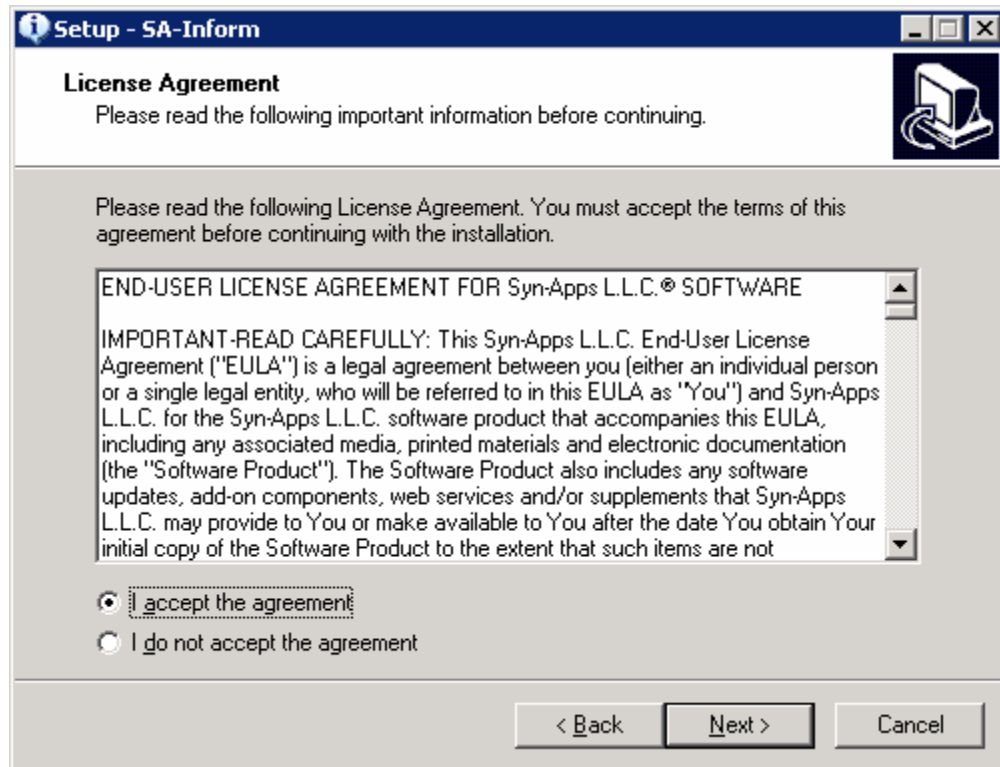 Setup - SA-Inform
License Agreement
Please read the following important information before continuing.
Please read the following License Agreement. You must accept the terms of this
agreement before continuing with the installation.
END-USER LICENSE AGREEMENT FOR Syn-Apps L.L.C.® SOFTWARE
IMPORTANT-READ CAREFULLY: This Syn-Apps L.L.C. End-User License
Agreement ("EULA") is a legal agreement between you (either an individual person
or a single legal entity, who will be referred to in this EULA as "You") and Syn-Apps
L.L.C. for the Syn-Apps L.L.C. software product that accompanies this EULA,
including any associated media, printed materials and electronic documentation
(the "Software Product"). The Software Product also includes any software
updates, add-on components, web services and/or supplements that Syn-Apps
L.L.C. may provide to You or make available to You after the date You obtain Your
initial copy of the Software Product to the extent that such items are not
I accept the agreement
I do not accept the agreement
< Back Next > Cancel